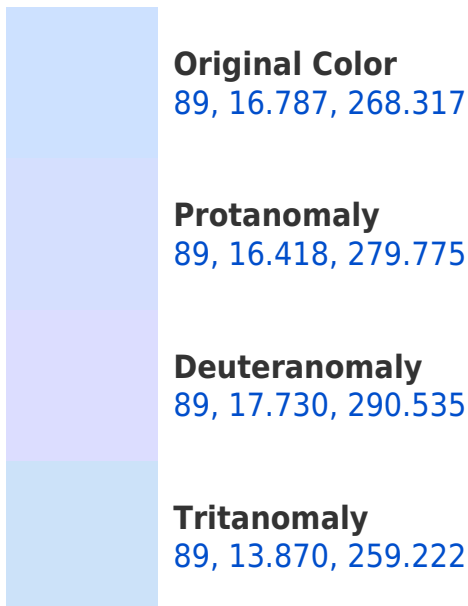 Original Color
89, 16.787, 268.317
Protanomaly
89, 16.418, 279.775
Deuteranomaly
89, 17.730, 290.535
Tritanomaly
89, 13.870, 259.222